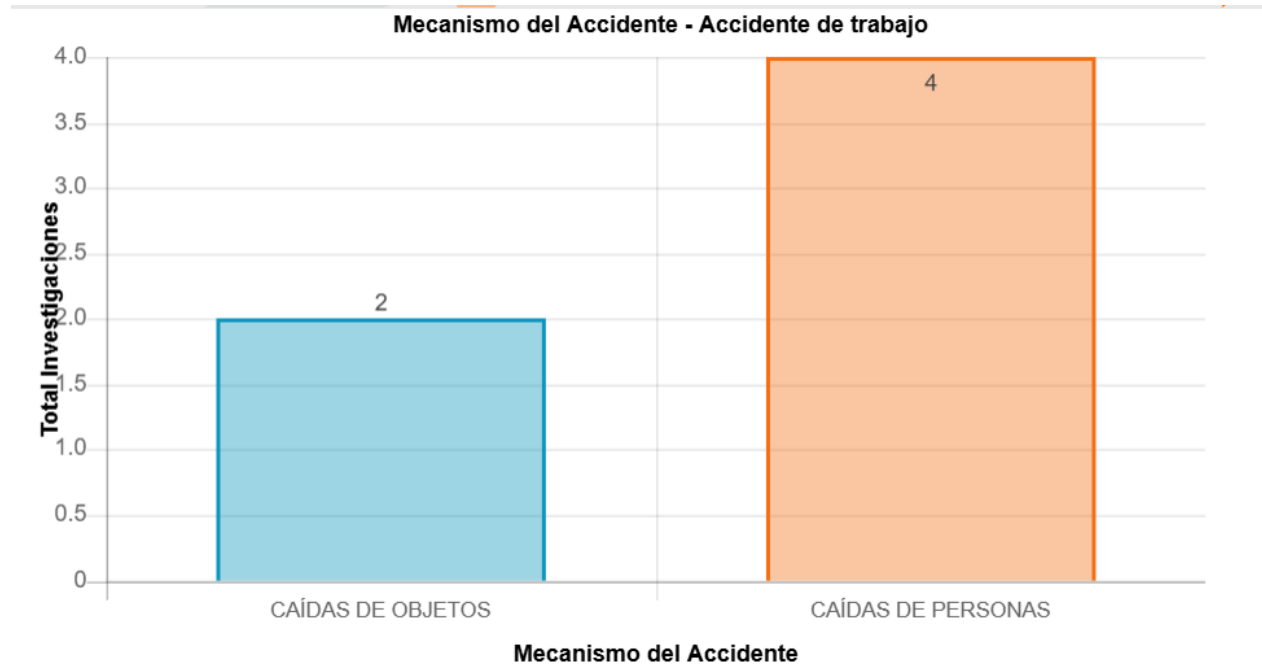 Mecanismo del Accidente - Accidente de trabajo
4.0
4
3.5
3.0
2.5
2
2.0
1.5
1.0
0.5
0
Total Investigaciones
CAÍDAS DE OBJETOS
CAÍDAS DE PERSONAS
Mecanismo del Accidente